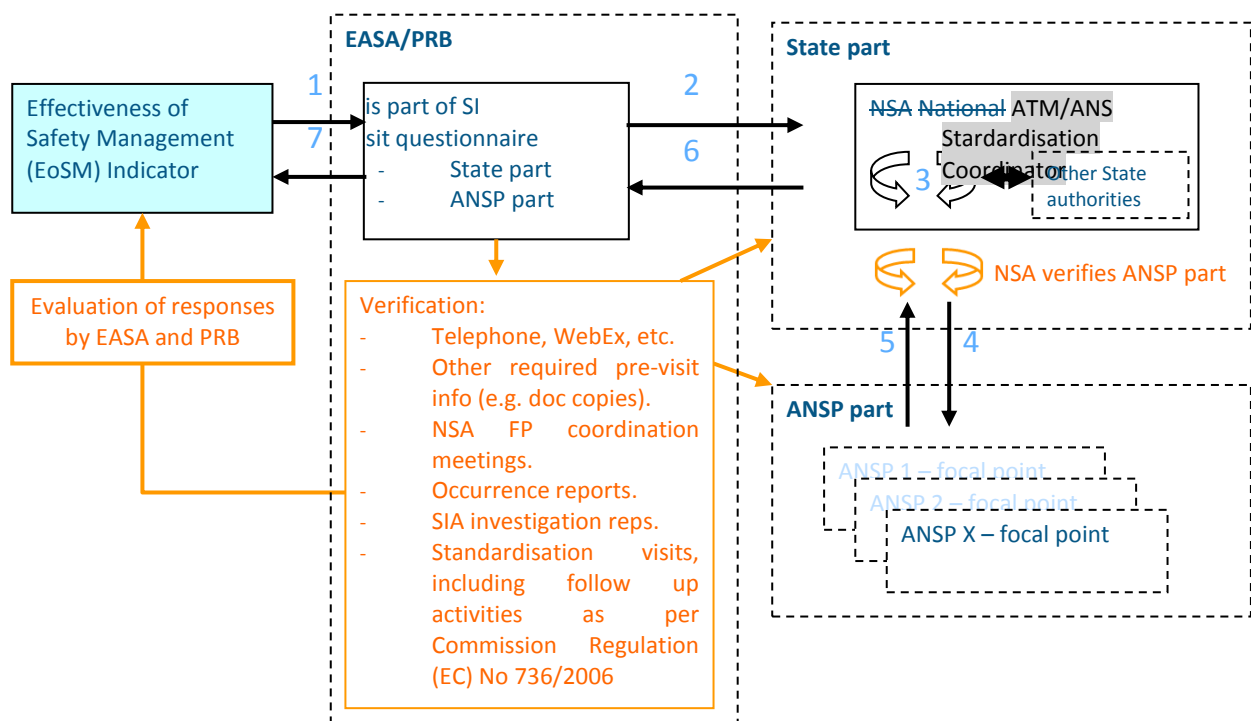 EASA/PRB
State part
1
2
Effectiveness of
Safety Management
(EoSM) Indicator
is part of SI
sit questionnaire
- State part
- ANSP part
7
6
NSA National ATM/ANS
Stardardisation
Coordinator
3
Other State
authorities
NSA verifies ANSP part
Evaluation of responses
by EASA and PRB
Verification:
- Telephone, WebEx, etc.
- Other required pre-visit
info (e.g. doc copies).
- NSA FP coordination
meetings.
- Occurrence reports.
- SIA investigation reps.
- Standardisation visits,
including follow up
activities as per
Commission Regulation
(EC) No 736/2006
5
4
ANSP part
ANSP 1 – focal point
ANSP 2 – focal point
ANSP X – focal point